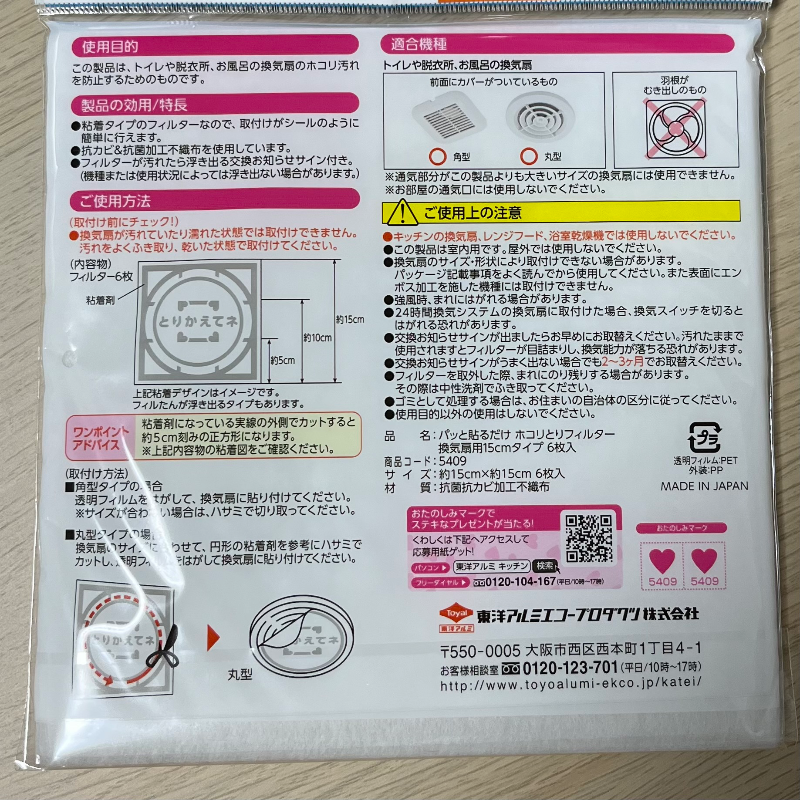 使用目的
この製品は、トイレや脱衣所、お風呂の換気扇のホコリ汚れ
を防止するためのものです。
製品の効用/特長
●粘着タイプのフィルターなので、取付けがシールのように
簡単に行えます。
●抗カビ&抗菌加工不織布を使用しています。
●フィルターが汚れたら浮き出る交換お知らせサイン付き。
(機種または使用状況によっては浮き出ない場合があります。)
ご使用方法
(取付け前にチェック!)
●換気扇が汚れていたり濡れた状態では取付けできません。
汚れをよくふき取り、乾いた状態で取付けてください。
(内容物)
フィルター6枚
粘着剤
とりかえてネ
約5cm
約10cm
約15cm
上記粘着デザインはイメージです。
フィルたんが浮き出るタイプもあります。
ワンポイント
アドバイス
粘着剤になっている実線の外側でカットすると
約5cm刻みの正方形になります。
※上記内容物の粘着図をご確認ください。
(取付け方法)
■角型タイプの場合
透明フィルムをはがして、換気扇に貼り付けてください。
※サイズが合わない場合は、ハサミで切り取ってください。
■丸型タイプの場合
換気扇のサイズに合わせて、円形の粘着剤を参考にハサミで
カットし、透明フィルムをはがして換気扇に貼り付けてください。
とりかえてネ
丸型
かえてネ
適合機種
トイレや脱衣所、お風呂の換気扇
前面にカバーがついているもの
角型
丸型
羽根が
むき出しのもの
※通気部分がこの製品よりも大きいサイズの換気扇には使用できません。
※お部屋の通気口には使用しないでください。
ご使用上の注意
●キッチンの換気扇、レンジフード、浴室乾燥機では使用しないでください。
●この製品は室内用です。屋外では使用しないでください。
●換気扇のサイズ・形状により取付けできない場合があります。
パッケージ記載事項をよく読んでから使用してください。また表面にエン
ボス加工を施した機種には取付けできません。
●強風時、まれにはがれる場合があります。
●24時間換気システムの換気扇に取付けた場合、換気スイッチを切ると
はがれる恐れがあります。
●交換お知らせサインが出ましたらお早めにお取替えください。汚れたままで
使用されますとフィルターが目詰まりし、換気能力が落ちる恐れがあります。
●交換お知らせサインがうまく出ない場合でも2〜3ヶ月でお取替えください。
●フィルターを取外した際、まれにのり残りする場合があります。
その際は中性洗剤でふき取ってください。
●ゴミとして処理する場合は、お住まいの自治体の区分に従ってください。
●使用目的以外の使用はしないでください。
品 名:パッと貼るだけ ホコリとりフィルター
換気扇用15cmタイプ 6枚入
商品コード:5409
サイズ:約15cm×約15cm 6枚入
材 質:抗菌抗カビ加工不織布
プラ
透明フィルム:PET
外装:PP
MADE IN JAPAN
おたのしみマークで
ステキなプレゼントが当たる!
くわしくは下記へアクセスして
応募用紙ゲット!
パソコン 東洋アルミ キッチン 検索
フリーダイヤル 0120-104-167(平日/10時〜17時)
おたのしみマーク
5409
5409
Toyal
東洋アルミ
東洋アルミエコープロダクツ株式会社
〒550-0005 大阪市西区西本町1丁目4-1
お客様相談室 0120-123-701 (平日/10時〜17時)
http://www.toyoalumi-ekco.jp/katei/